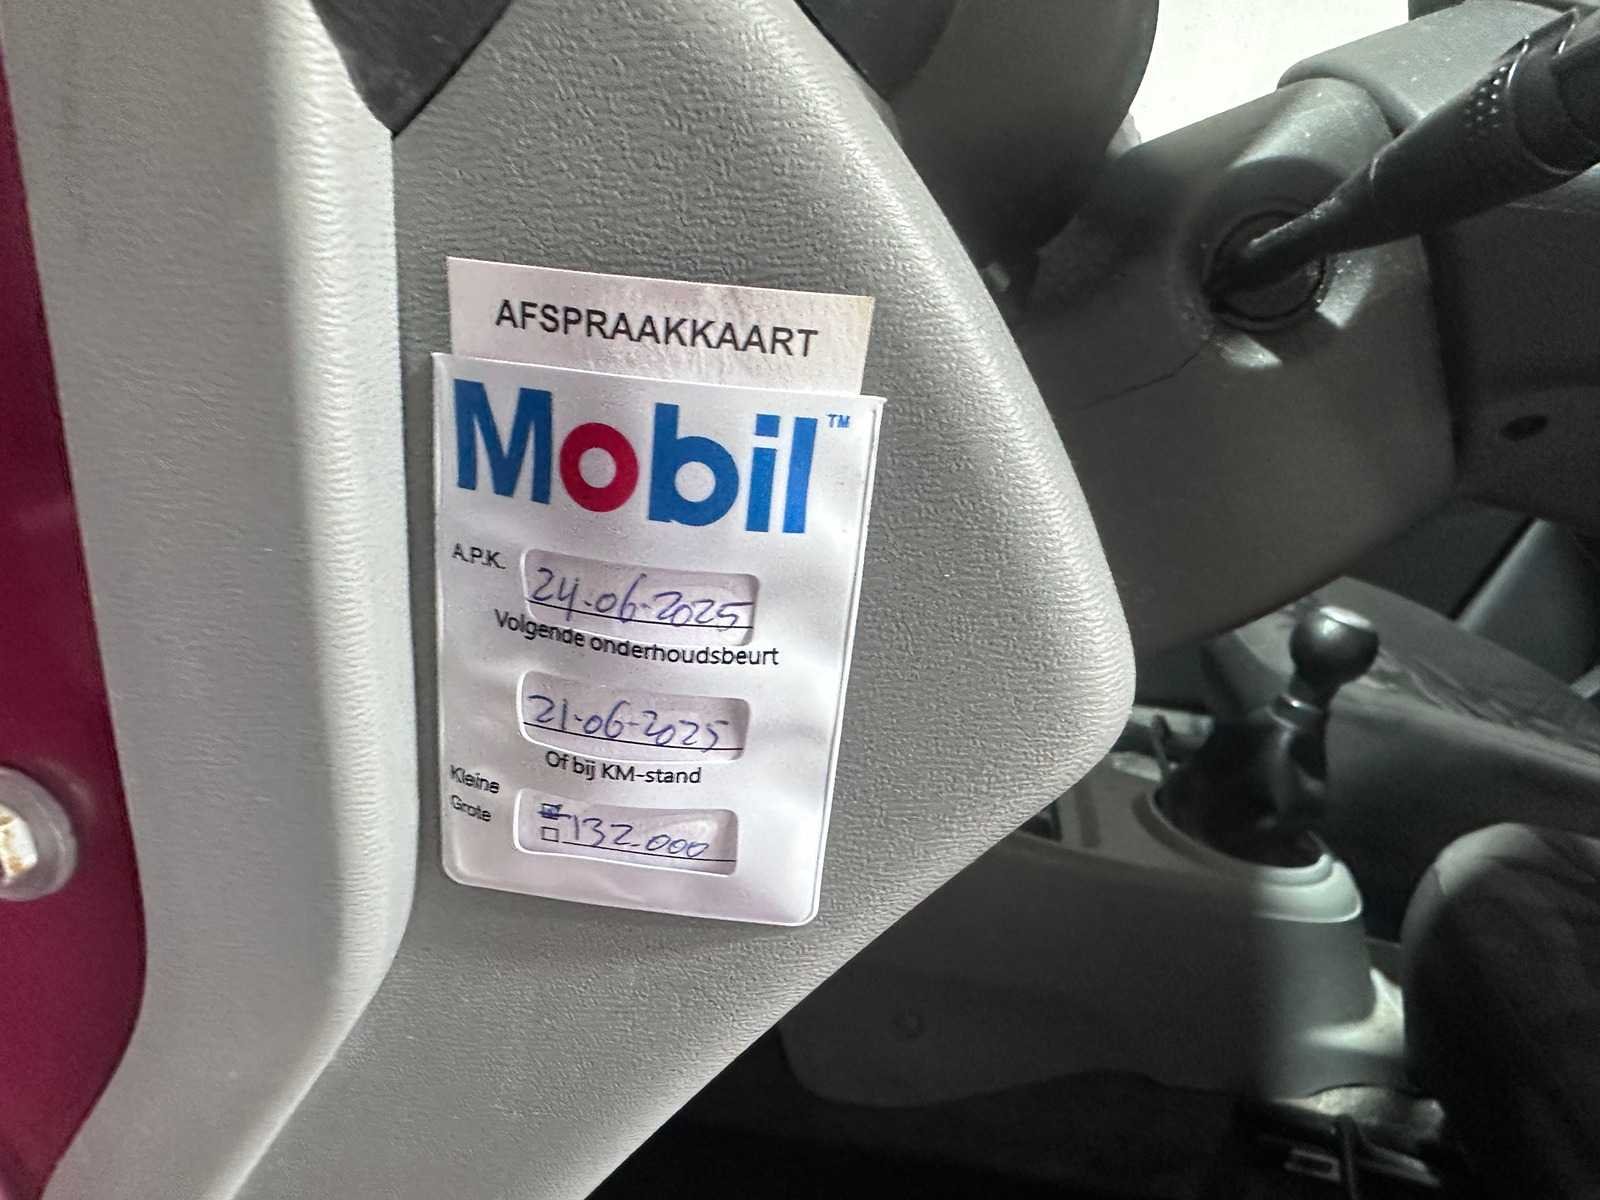 AFSPRAAKKAART
Mobil™
A.P.K. 24-06-2025
Volgende onderhoudsbeurt
21-06-2025
Of bij KM-stand
Kleine
Grote
132.000